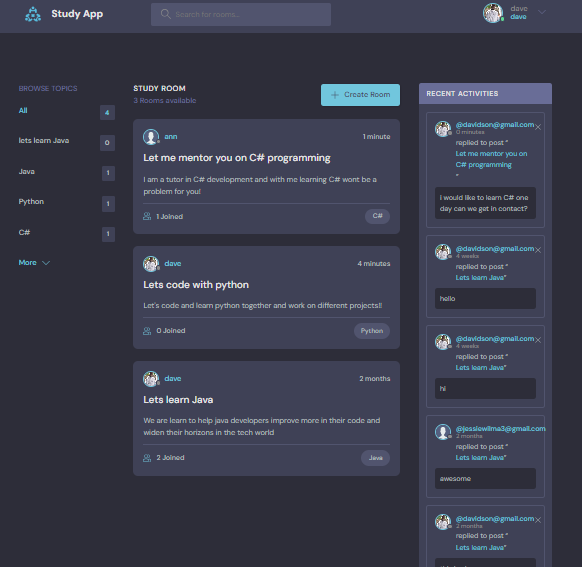 Study App
Search for rooms...
dave
dave
BROWSE TOPICS
All
4
lets learn Java
0
Java
1
Python
1
C#
1
More
STUDY ROOM
3 Rooms available
Create Room
ann
1 minute
Let me mentor you on C# programming
I am a tutor in C# development and with me learning C# wont be a
problem for you!
1 Joined
C#
dave
4 minutes
Lets code with python
Let's code and learn python together and work on different projects!!
0 Joined
Python
dave
2 months
Lets learn Java
We are learn to help java developers improve more in their code and
widen their horizons in the tech world
2 Joined
Java
RECENT ACTIVITIES
@davidson@gmail.com
0 minutes
replied to post "
Let me mentor you on
C# programming
"
I would like to learn C# one
day can we get in contact?
@davidson@gmail.com
4 weeks
replied to post "
Lets learn Java"
hello
@davidson@gmail.com
4 weeks
replied to post "
Lets learn Java"
hi
@jessiewilma3@gmail.com
2 months
replied to post "
Lets learn Java"
awesome
@davidson@gmail.com
2 months
replied to post "
Lets learn Java"